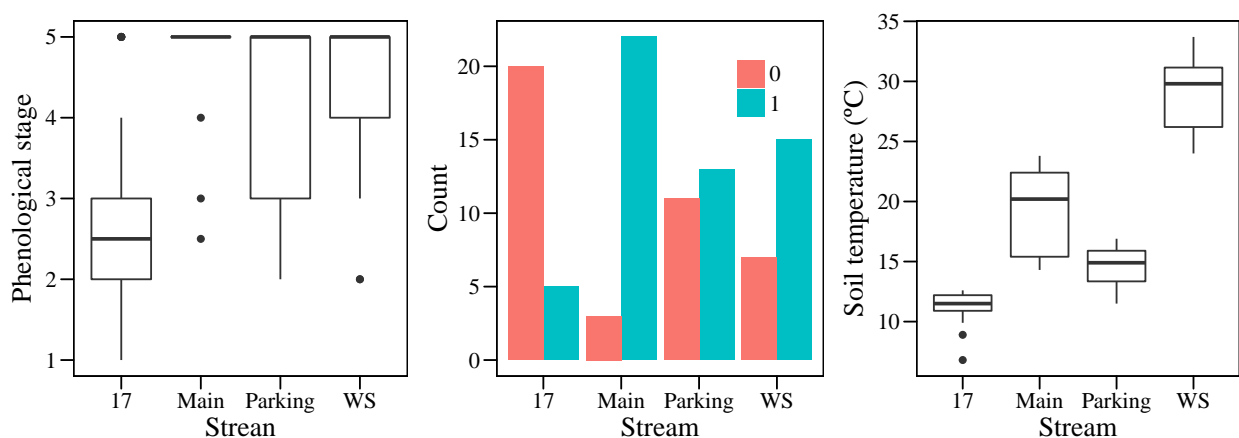 Phenological stage
5
4
3
2
1
17 Main Parking WS
Strean
Count
20
15
10
5
0
0
1
17 Main Parking WS
Stream
Soil temperature (ºC)
35
30
25
20
15
10
17 Main Parking WS
Stream